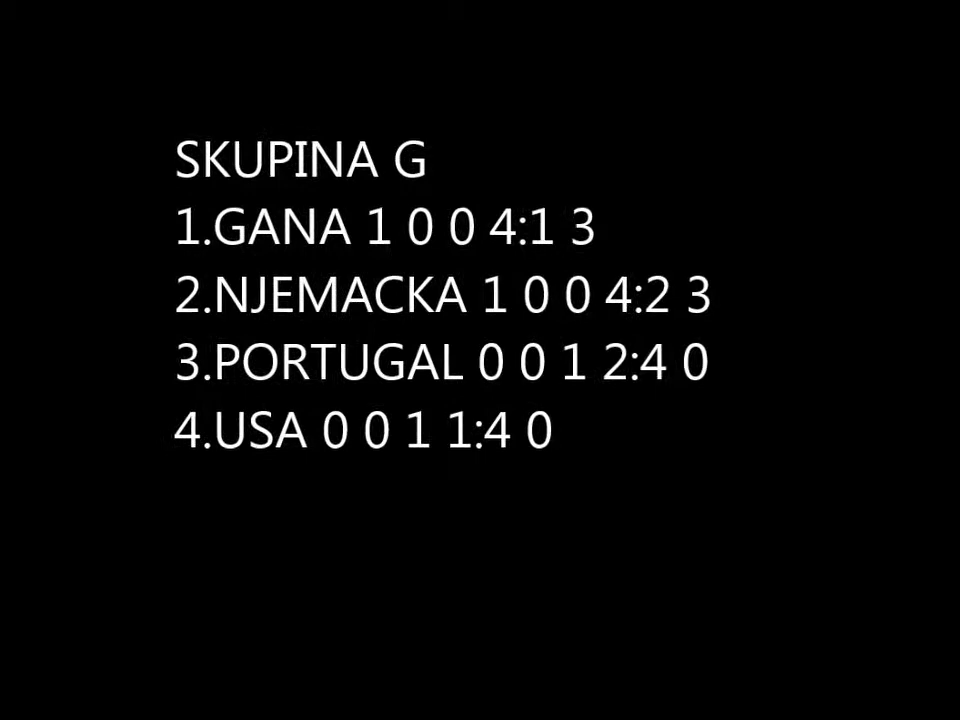 SKUPINA G
1.GANA 1 0 0 4:1 3
2.NJEMACKA 1 0 0 4:2 3
3.PORTUGAL 0 0 1 2:4 0
4.USA 0 0 1 1:4 0